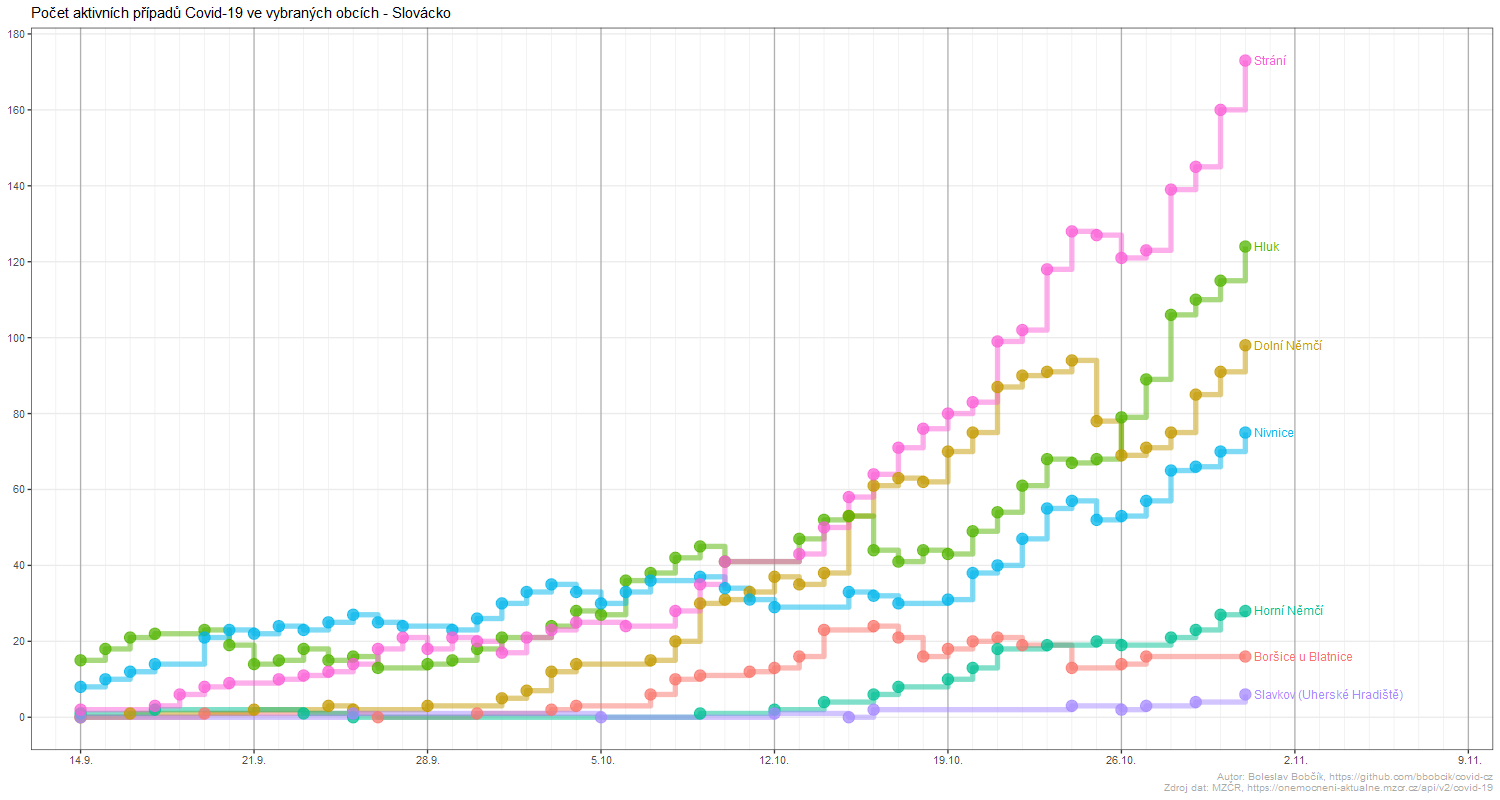 Počet aktivních případů Covid-19 ve vybraných obcích - Slovácko
180
160
140
120
100
80
60
40
20
0
Strání
Hluk
Dolní Němčí
Nivnice
Horní Němčí
Boršice u Blatnice
Slavkov (Uherské Hradiště)
14.9.
21.9.
28.9.
5.10.
12.10.
19.10.
26.10.
2.11.
9.11.
Autor: Boleslav Bobčík, https://github.com/bbobcik/covid-cz
Zdroj dat: MZČR, https://onemocneni-aktualne.mzcr.cz/api/v2/covid-19